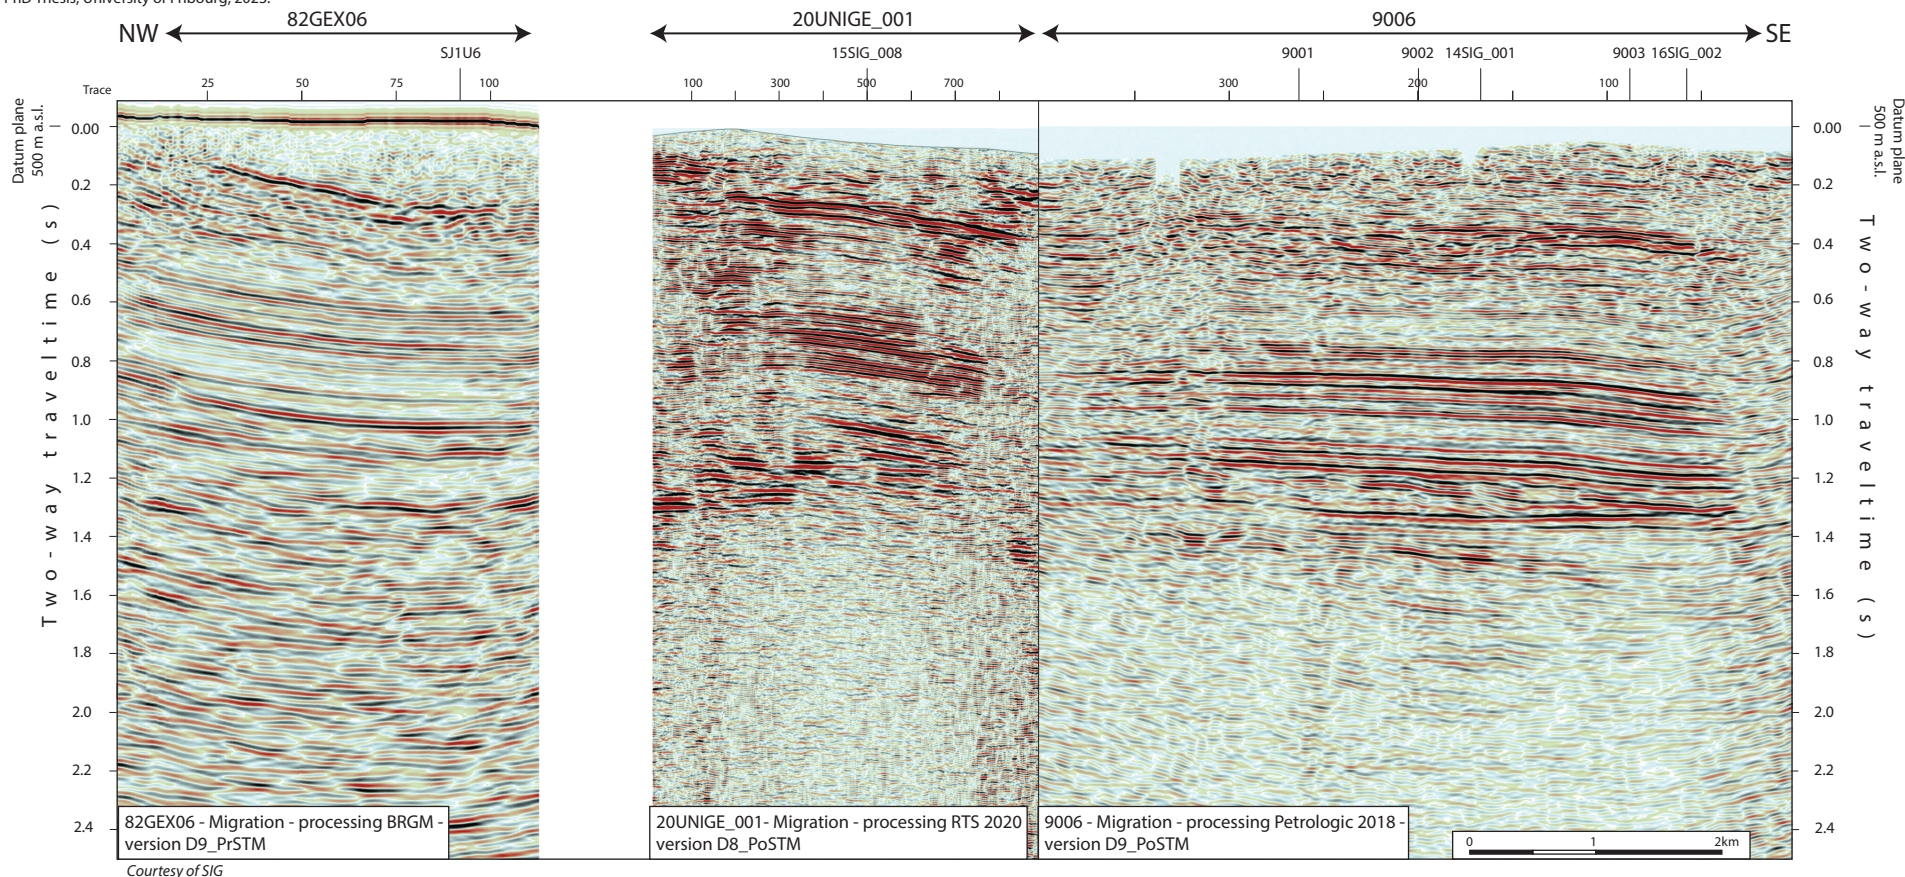 PhD Thesis, University of Fribourg, 2023.
NW 82GEX06 20UNIGE_001 9006 SE
SJ1U6 15SIG_008 9001 9002 14SIG_001 9003 16SIG_002
Trace 25 50 75 100 100 300 500 700 300 200 100
Datum plane
500 m a.s.l.
Datum plane
500 m a.s.l.
0.00 0.00
0.2 0.2
0.4 0.4
0.6 0.6
0.8 0.8
1.0 1.0
1.2 1.2
1.4 1.4
1.6 1.6
1.8 1.8
2.0 2.0
2.2 2.2
2.4 2.4
Two-way traveltime (s)
Two-way traveltime (s)
82GEX06 - Migration - processing BRGM -
version D9_PrSTM
20UNIGE_001- Migration - processing RTS 2020
version D8_PoSTM
9006 - Migration - processing Petrologic 2018 -
version D9_PoSTM
0 1 2km
Courtesy of SIG